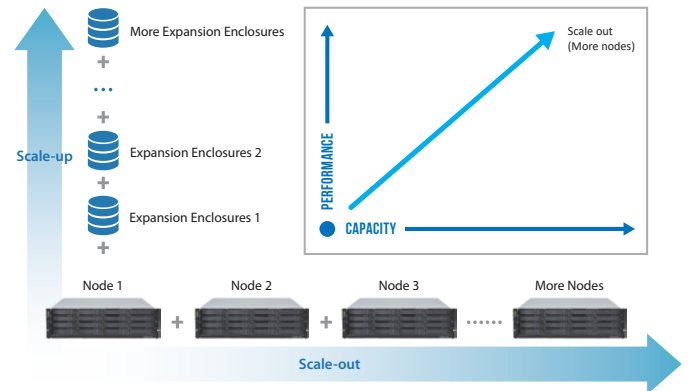 More Expansion Enclosures
+
...
+
Scale-up
Expansion Enclosures 2
+
Expansion Enclosures 1
+
Scale out
(More nodes)
PERFORMANCE
CAPACITY
Node 1
Node 2
Node 3
More Nodes
+
+
......
Scale-out